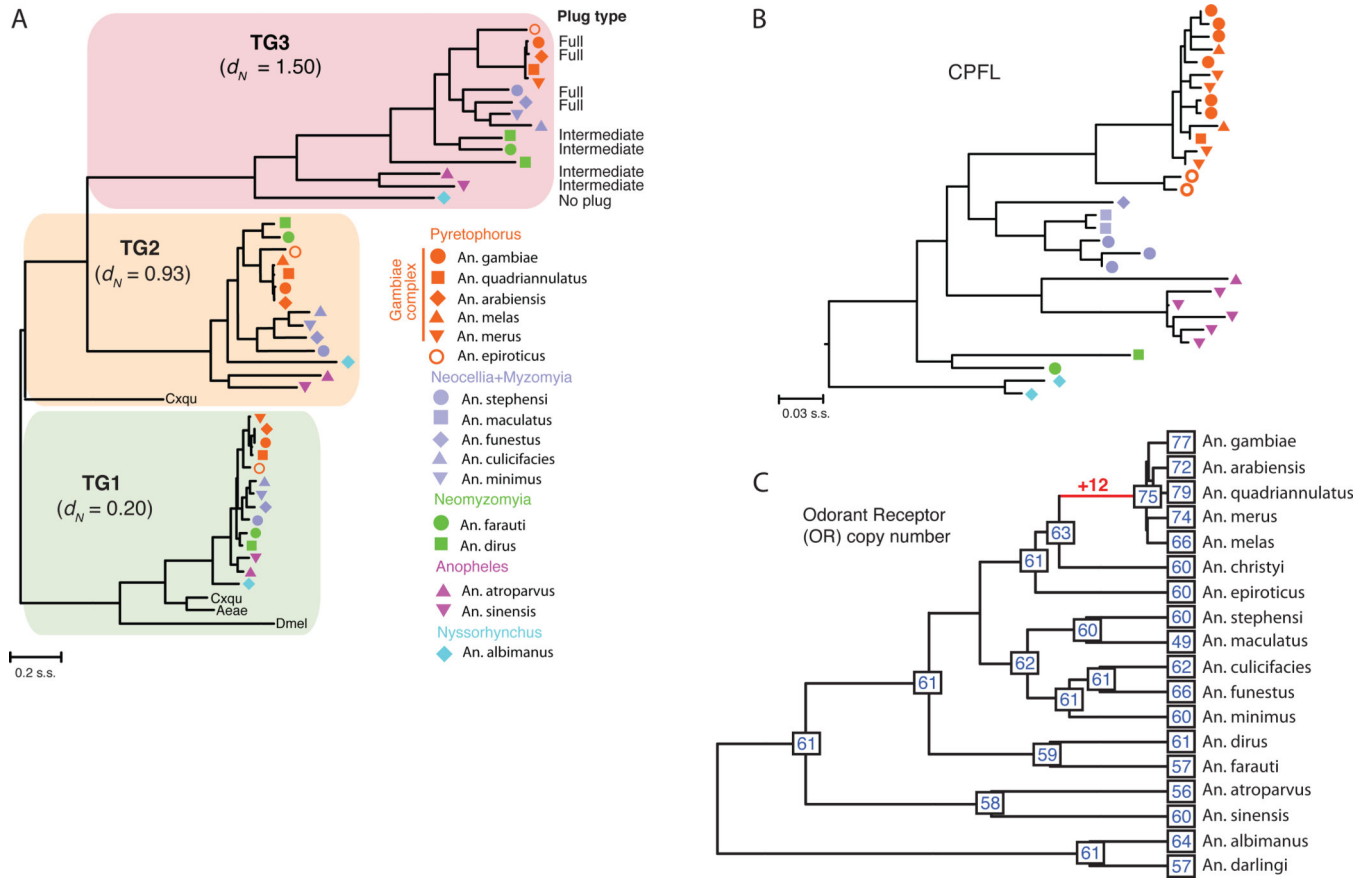 A
Plug type
TG3
(dN = 1.50)
Full
Full
Full
Full
Intermediate
Intermediate
Intermediate
Intermediate
No plug
TG2
(dN = 0.93)
Cxqu
TG1
(dN = 0.20)
Cxqu
Aeae
Dmel
0.2 s.s.
Pyretophorus
Gambiae
complex
An. gambiae
An. quadriannulatus
An. arabiensis
An. melas
An. merus
An. epiroticus
Neocellia+Myzomyia
An. stephensi
An. maculatus
An. funestus
An. culicifacies
An. minimus
Neomyzomyia
An. farauti
An. dirus
Anopheles
An. atroparvus
An. sinensis
Nyssorhynchus
An. albimanus
B
CPFL
0.03 s.s.
C
Odorant Receptor
(OR) copy number
+12
75
63
61
60
62
61
61
61
59
61
58
61
77 An. gambiae
72 An. arabiensis
79 An. quadriannulatus
74 An. merus
66 An. melas
60 An. christyi
60 An. epiroticus
60 An. stephensi
49 An. maculatus
62 An. culicifacies
66 An. funestus
60 An. minimus
61 An. dirus
57 An. farauti
56 An. atroparvus
60 An. sinensis
64 An. albimanus
57 An. darlingi